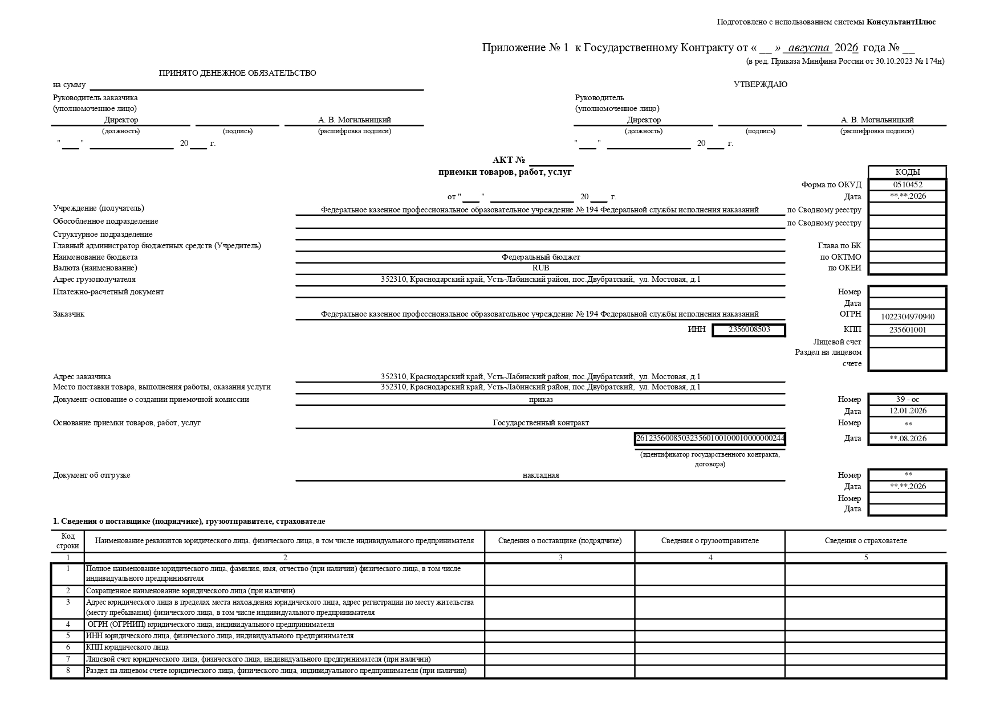 Подготовлено с использованием системы КонсультантПлюс
Приложение № 1 к Государственному Контракту от « __ » августа 2026 года № __
(в ред. Приказа Минфина России от 30.10.2023 № 174н)
ПРИНЯТО ДЕНЕЖНОЕ ОБЯЗАТЕЛЬСТВО
на сумму
УТВЕРЖДАЮ
Руководитель заказчика
(уполномоченное лицо)
Руководитель
(уполномоченное лицо)
Директор А. В. Могильницкий
(должность) (подпись) (расшифровка подписи)
Директор А. В. Могильницкий
(должность) (подпись) (расшифровка подписи)
" ___ " ___ 20 ___ г.
" ___ " ___ 20 ___ г.
АКТ № ___
приемки товаров, работ, услуг
КОДЫ
Форма по ОКУД 0510452
от " ___ " ___ 20 ___ г. Дата **.**.2026
Учреждение (получатель) Федеральное казенное профессиональное образовательное учреждение № 194 Федеральной службы исполнения наказаний по Сводному реестру
Обособленное подразделение по Сводному реестру
Структурное подразделение
Главный администратор бюджетных средств (Учредитель) Глава по БК
Наименование бюджета Федеральный бюджет по ОКТМО
Валюта (наименование) RUB по ОКЕИ
Адрес грузополучателя 352310, Краснодарский край, Усть-Лабинский район, пос.Двубратский, ул. Мостовая, д.1
Платежно-расчетный документ Номер
Дата
Заказчик Федеральное казенное профессиональное образовательное учреждение № 194 Федеральной службы исполнения наказаний ОГРН 1022304970940
ИНН 2356008503 КПП 235601001
Лицевой счет
Раздел на лицевом
счете
Адрес заказчика 352310, Краснодарский край, Усть-Лабинский район, пос.Двубратский, ул. Мостовая, д.1
Место поставки товара, выполнения работы, оказания услуги 352310, Краснодарский край, Усть-Лабинский район, пос.Двубратский, ул. Мостовая, д.1
Документ-основание о создании приемочной комиссии приказ Номер 39 - ос
Дата 12.01.2026
Основание приемки товаров, работ, услуг Государственный контракт Номер **
261235600850323560100100010000000244 Дата **.08.2026
(идентификатор государственного контракта,
договора)
Документ об отгрузке накладная Номер **
Дата **.**.2026
Номер
Дата
1. Сведения о поставщике (подрядчике), грузоотправителе, страхователе
Код
строки
Наименование реквизитов юридического лица, физического лица, в том числе индивидуального предпринимателя Сведения о поставщике (подрядчике) Сведения о грузоотправителе Сведения о страхователе
1 2 3 4 5
1 Полное наименование юридического лица, фамилия, имя, отчество (при наличии) физического лица, в том числе
индивидуального предпринимателя
2 Сокращенное наименование юридического лица (при наличии)
3 Адрес юридического лица в пределах места нахождения юридического лица, адрес регистрации по месту жительства
(месту пребывания) физического лица, в том числе индивидуального предпринимателя
4 ОГРН (ОГРНИП) юридического лица, индивидуального предпринимателя
5 ИНН юридического лица, физического лица, индивидуального предпринимателя
6 КПП юридического лица
7 Лицевой счет юридического лица, физического лица, индивидуального предпринимателя (при наличии)
8 Раздел на лицевом счете юридического лица, физического лица, индивидуального предпринимателя (при наличии)